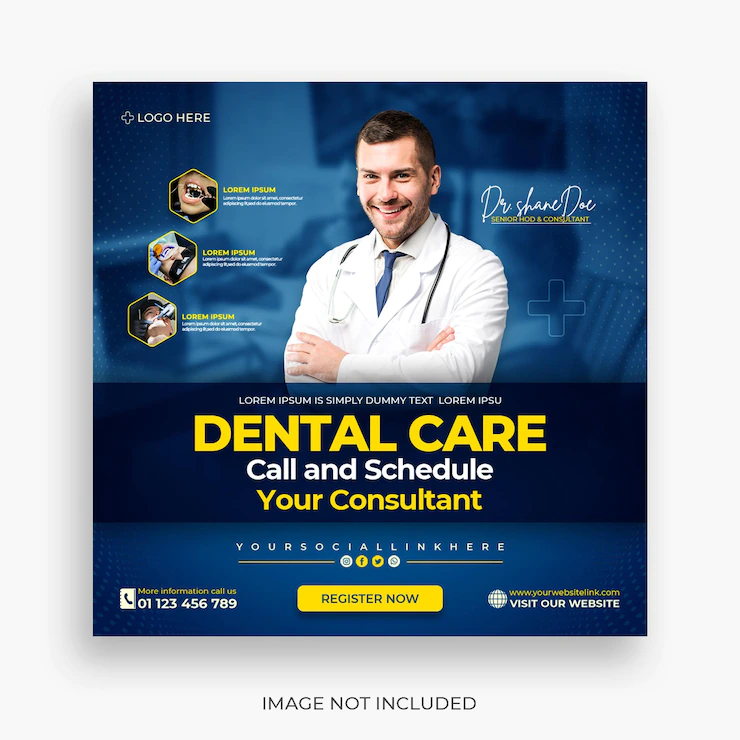 LOGO HERE
LOREM IPSUM
Lorem ipsum dolor sit amet, consectetur
adipiscing elit, sed do eiusmod tempor.
LOREM IPSUM
Lorem ipsum dolor sit amet, consectetur
adipiscing elit, sed do eiusmod tempor.
LOREM IPSUM
Lorem ipsum dolor sit amet, consectetur
adipiscing elit, sed do eiusmod tempor.
Dr. shane Doe
SENIOR HOD & CONSULTANT
LOREM IPSUM IS SIMPLY DUMMY TEXT LOREM IPSU
DENTAL CARE
Call and Schedule
Your Consultant
YOURSOCIALLINKHERE
More information call us
01 123 456 789
REGISTER NOW
www.yourwebsitelink.com
VISIT OUR WEBSITE
IMAGE NOT INCLUDED